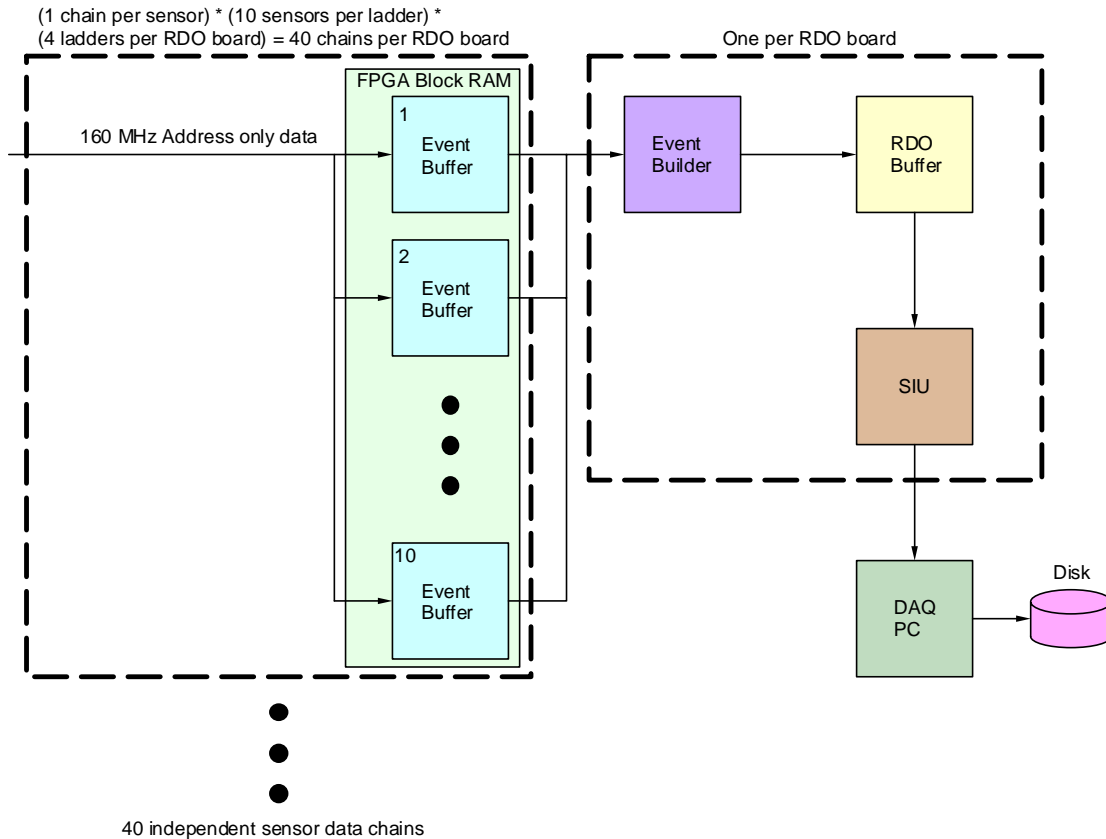 (1 chain per sensor) * (10 sensors per ladder) *
(4 ladders per RDO board) = 40 chains per RDO board
One per RDO board
FPGA Block RAM
160 MHz Address only data
1
Event
Buffer
Event
Builder
RDO
Buffer
2
Event
Buffer
SIU
10
Event
Buffer
DAQ
PC
Disk
40 independent sensor data chains